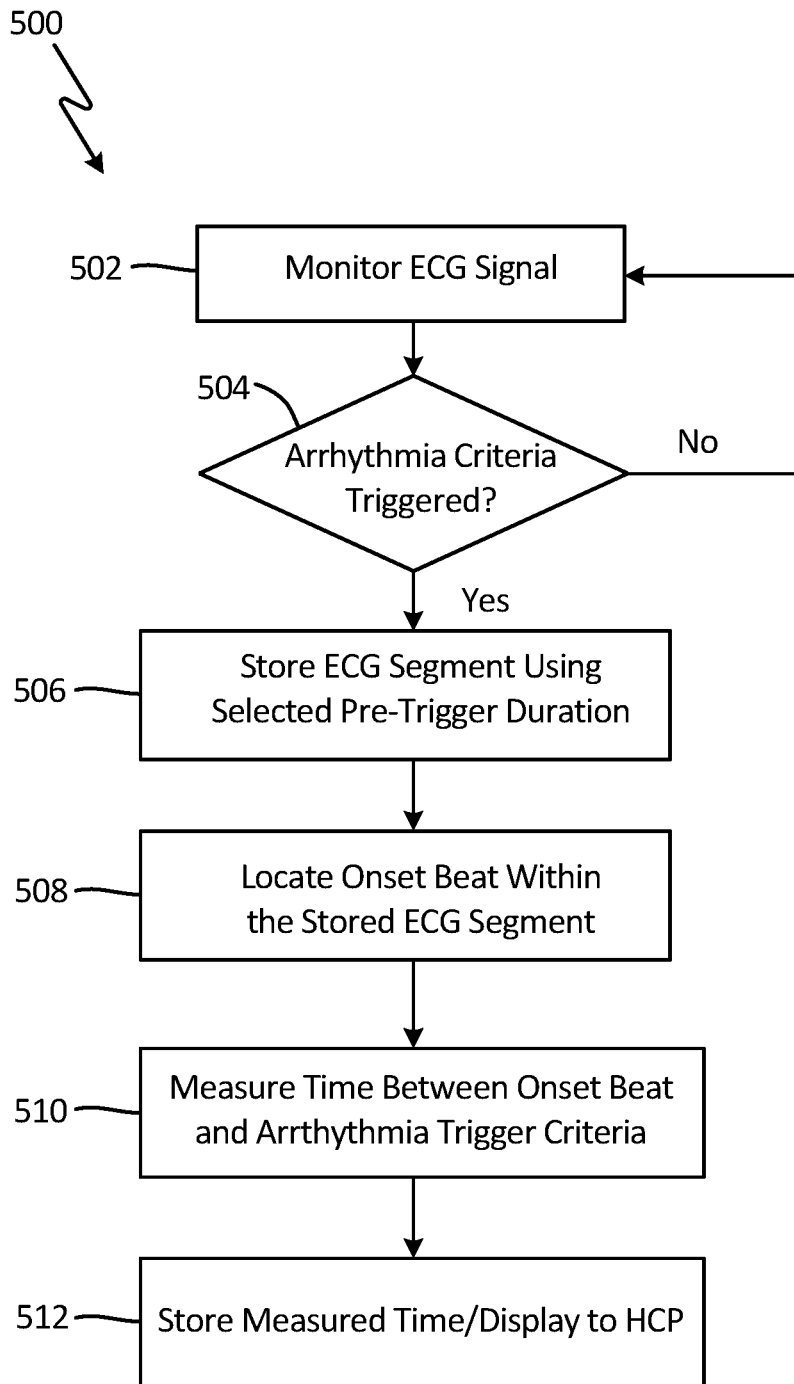 500
502
Monitor ECG Signal
504
Arrhythmia Criteria
Triggered?
No
Yes
506
Store ECG Segment Using
Selected Pre-Trigger Duration
508
Locate Onset Beat Within
the Stored ECG Segment
510
Measure Time Between Onset Beat
and Arrthythmia Trigger Criteria
512
Store Measured Time/Display to HCP